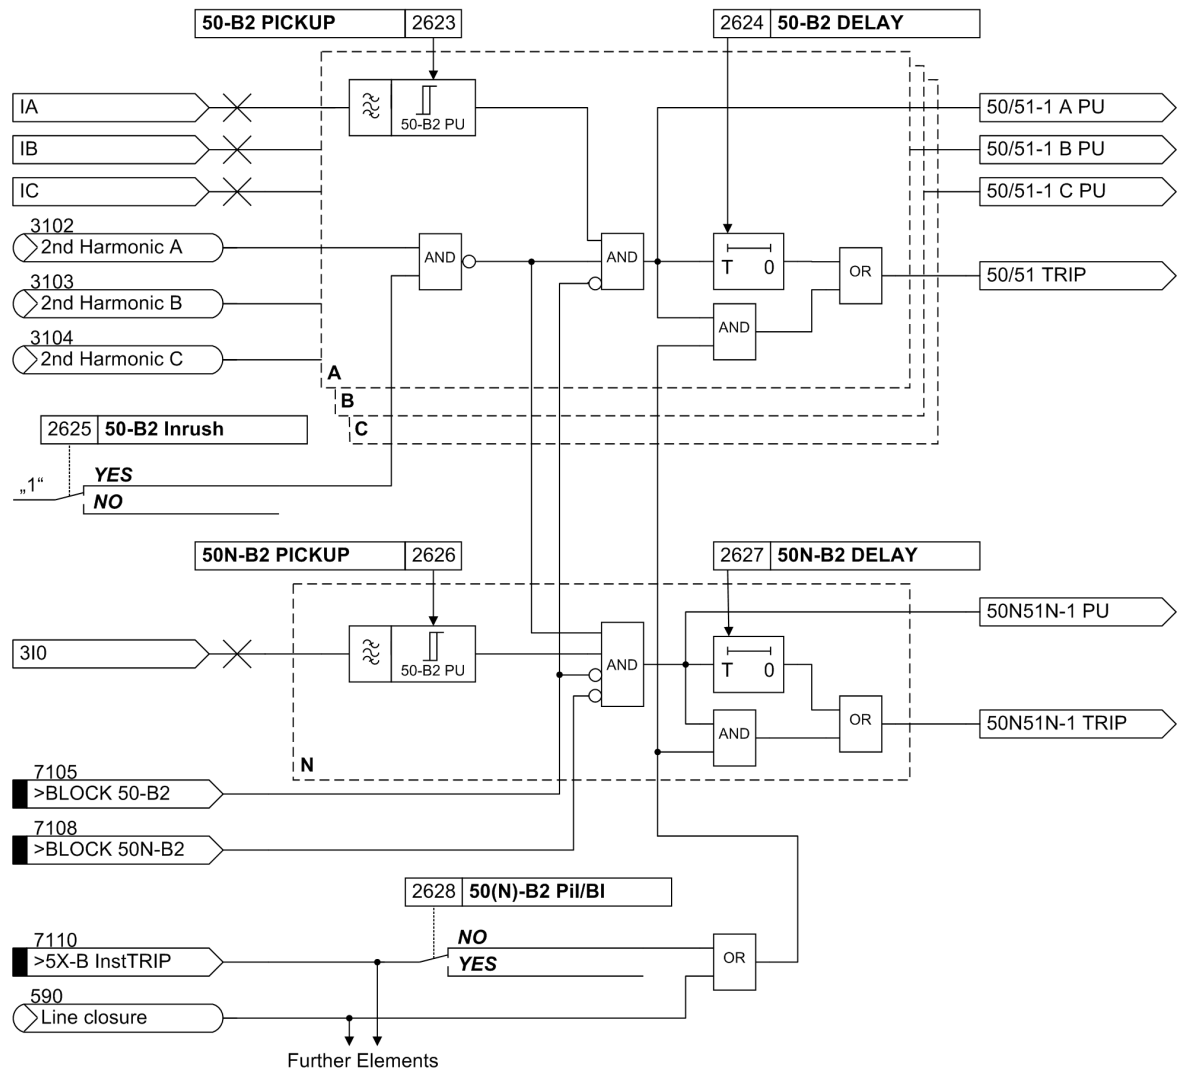 50-B2 PICKUP 2623
2624 50-B2 DELAY
IA
50-B2 PU
50/51-1 A PU
IB
50/51-1 B PU
IC
50/51-1 C PU
3102
2nd Harmonic A
AND
AND
T 0
OR
50/51 TRIP
3103
2nd Harmonic B
AND
3104
2nd Harmonic C
A
B
C
2625 50-B2 Inrush
YES
„1“
NO
50N-B2 PICKUP 2626
2627 50N-B2 DELAY
50N51N-1 PU
3I0
50-B2 PU
AND
T 0
AND
OR
50N51N-1 TRIP
N
7105
>BLOCK 50-B2
7108
>BLOCK 50N-B2
2628 50(N)-B2 Pil/BI
7110
>5X-B InstTRIP
NO
YES
OR
590
Line closure
Further Elements